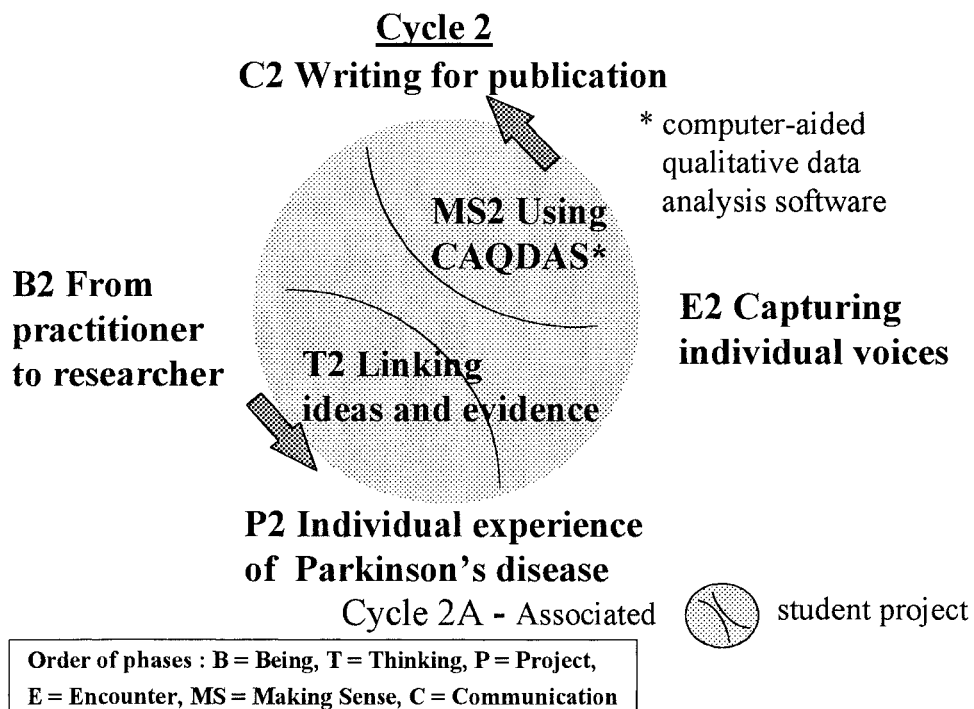 Cycle 2
C2 Writing for publication
* computer-aided
qualitative data
analysis software
MS2 Using
CAQDAS*
B2 From
practitioner
to researcher
E2 Capturing
individual voices
T2 Linking
ideas and evidence
P2 Individual experience
of Parkinson's disease
Cycle 2A - Associated student project
Order of phases : B = Being, T = Thinking, P = Project,
E = Encounter, MS = Making Sense, C = Communication